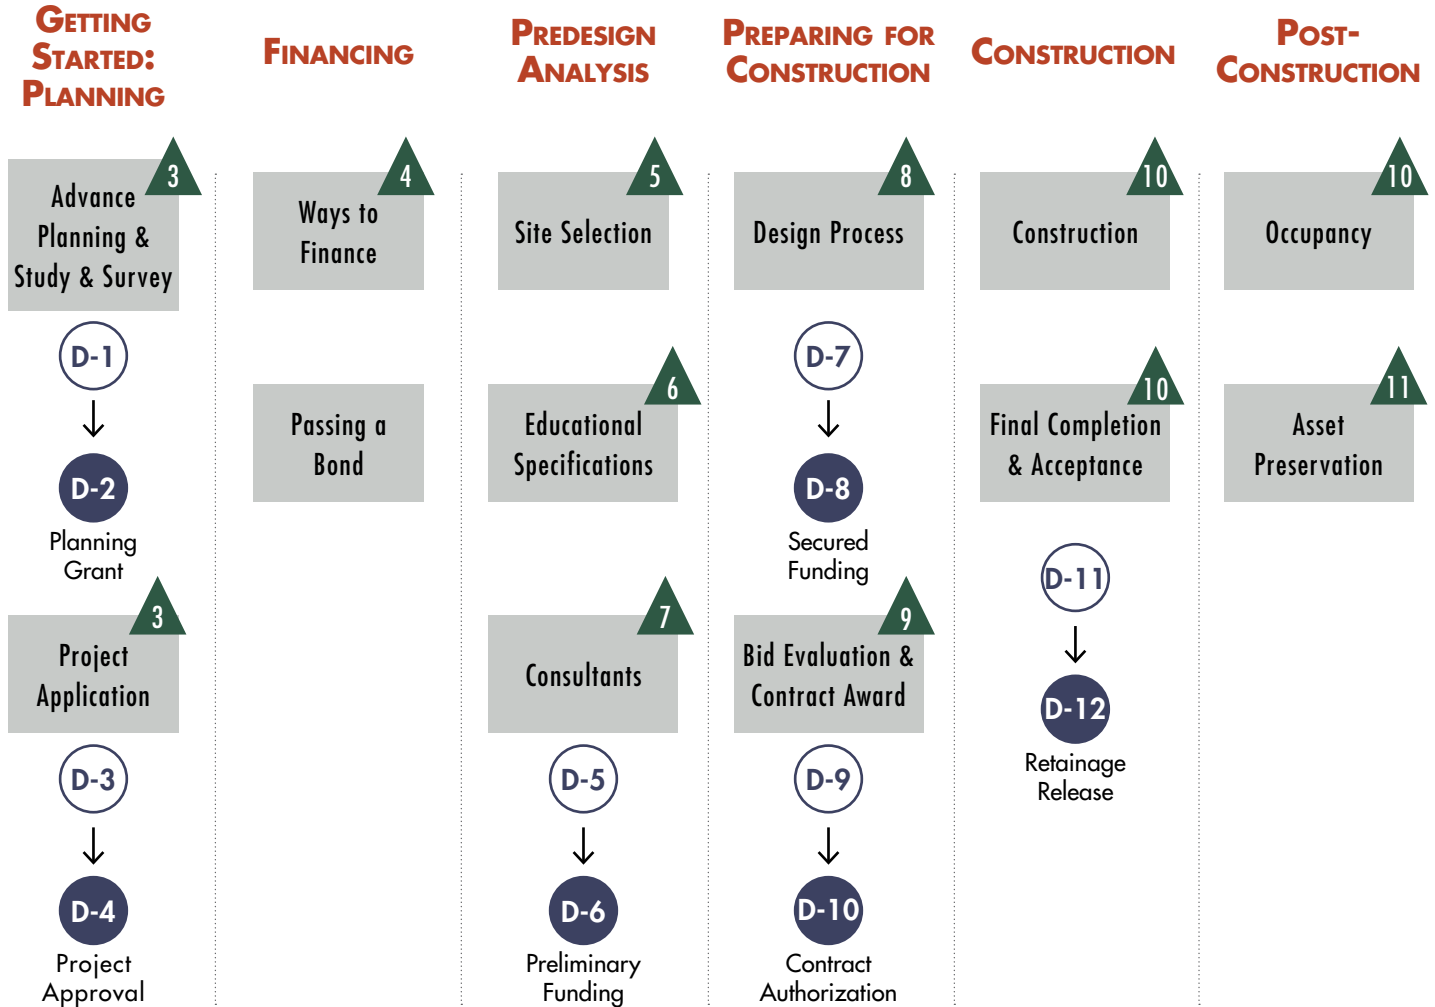 GETTING
STARTED:
PLANNING
3
Advance
Planning &
Study & Survey
D-1
D-2
Planning
Grant
3
Project
Application
D-3
D-4
Project
Approval
FINANCING
4
Ways to
Finance
Passing a
Bond
PREDESIGN
ANALYSIS
5
Site Selection
6
Educational
Specifications
7
Consultants
D-5
D-6
Preliminary
Funding
PREPARING FOR
CONSTRUCTION
8
Design Process
D-7
D-8
Secured
Funding
9
Bid Evaluation &
Contract Award
D-9
D-10
Contract
Authorization
CONSTRUCTION
10
Construction
10
Final Completion
& Acceptance
D-11
D-12
Retainage
Release
POST-
CONSTRUCTION
10
Occupancy
11
Asset
Preservation